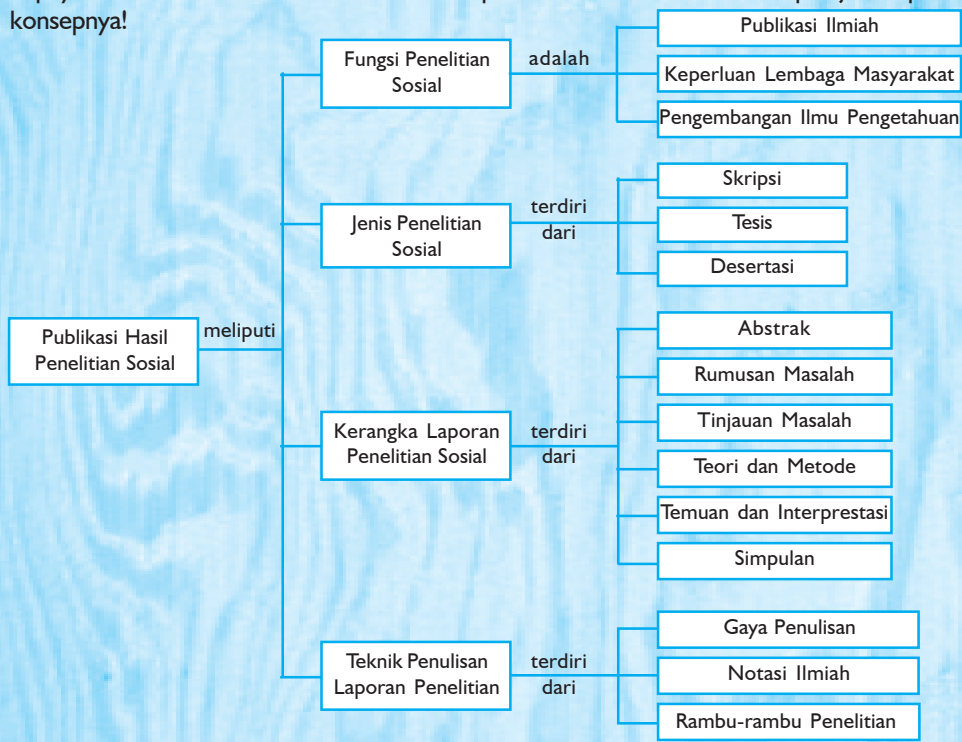 konsepnya!
Publikasi Hasil
Penelitian Sosial
meliputi
Fungsi Penelitian
Sosial
adalah
Publikasi Ilmiah
Keperluan Lembaga Masyarakat
Pengembangan Ilmu Pengetahuan
Jenis Penelitian
Sosial
terdiri
dari
Skripsi
Tesis
Desertasi
Kerangka Laporan
Penelitian Sosial
terdiri
dari
Abstrak
Rumusan Masalah
Tinjauan Masalah
Teori dan Metode
Temuan dan Interprestasi
Simpulan
Teknik Penulisan
Laporan Penelitian
terdiri
dari
Gaya Penulisan
Notasi Ilmiah
Rambu-rambu Penelitian